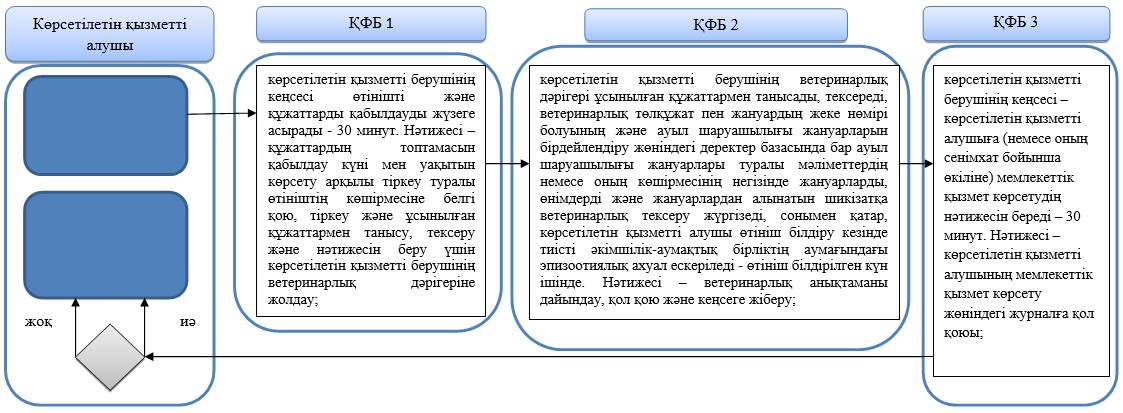 Көрсетілетін қызметті
алушы
ҚФБ 1
ҚФБ 2
ҚФБ 3
көрсетілетін қызметті берушінің
кеңсесі өтінішті және
құжаттарды қабылдауды жүзеге
асырады - 30 минут. Нәтижесі –
құжаттардың топтамасын
қабылдау күні мен уақытын
көрсету арқылы тіркеу туралы
өтініштің көшірмесіне белгі
қою, тіркеу және ұсынылған
құжаттармен танысу, тексеру
және нәтижесін беру үшін
көрсетілетін қызметті берушінің
ветеринарлық дәрігеріне
жолдау;
көрсетілетін қызметті берушінің ветеринарлық
дәрігері ұсынылған құжаттармен танысады, тексереді,
ветеринарлық төлқұжат пен жануардың жеке нөмірі
болуының және ауыл шаруашылығы жануарларын
бірдейлендіру жөніндегі деректер базасында бар ауыл
шаруашылығы жануарлары туралы мәліметтердің
немесе оның көшірмесінің негізінде жануарларды,
өнімдерді және жануарлардан алынатын шикізатқа
ветеринарлық тексеру жүргізеді, сонымен қатар,
көрсетілетін қызметті алушы өтініш білдіру кезінде
тиісті әкімшілік-аумақтық бірліктің аумағындағы
эпизоотиялық ахуал ескеріледі - өтініш білдірілген күн
ішінде. Нәтижесі – ветеринарлық анықтаманы
дайындау, қол қою және кеңсеге жіберу;
көрсетілетін қызметті
берушінің кеңсесі –
көрсетілетін қызметті
алушыға (немесе оның
сенімхат бойынша
өкіліне) мемлекеттік
қызмет көрсетудің
нәтижесін береді – 30
минут. Нәтижесі –
көрсетілетін қызметті
алушының мемлекеттік
қызмет көрсету
жөніндегі журналға қол
қоюы;
жоқ
иә